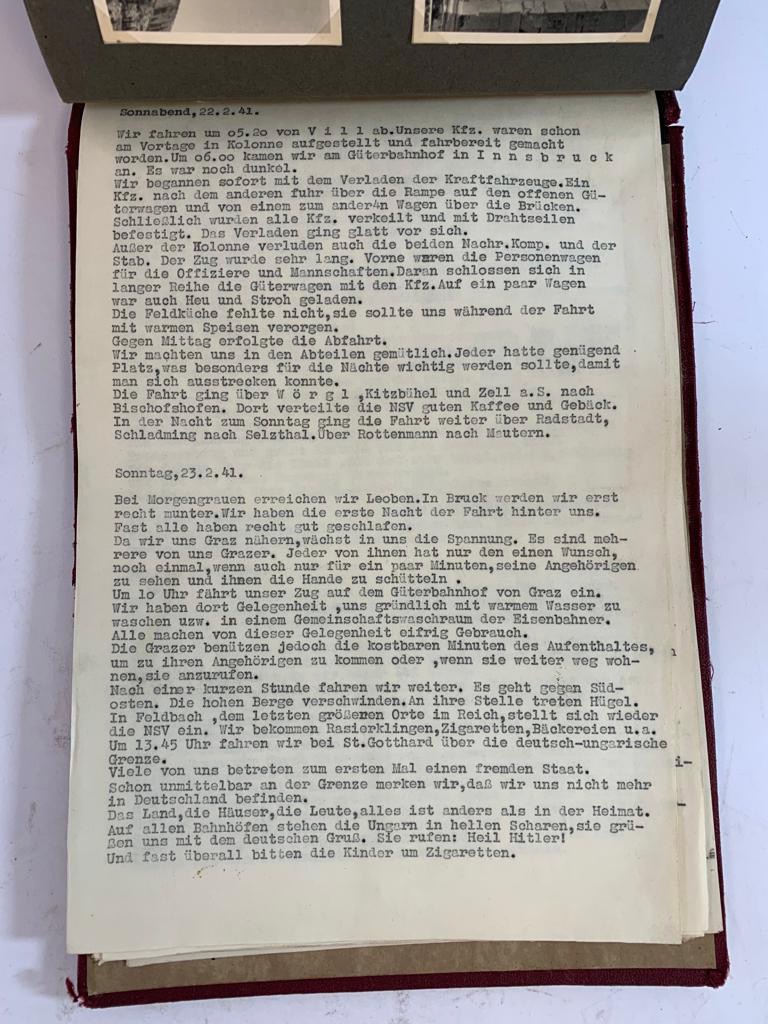 Sonnabend,22.2.41.
Wir fahren um o5.2o von V i l l ab.Unsere Kfz. waren schon
am Vortage in Kolonne aufgestellt und fahrbereit gemacht
worden.Um o6.oo kamen wir am Güterbahnhof in I n n s b r u c k
an. Es war noch dunkel.
Wir begannen sofort mit dem Verladen der Kraftfahrzeuge.Ein
Kfz. nach dem anderen fuhr über die Rampe auf den offenen Gü-
terwagen und von einem zum ander4n Wagen über die Brücken.
Schließlich wurden alle Kfz. verkeilt und mit Drahtseilen
befestigt. Das Verladen ging glatt vor sich.
Außer der Kolonne verluden auch die beiden Nachr.Komp. und der
Stab. Der Zug wurde sehr lang. Vorne waren die Personenwagen
für die Offiziere und Mannschaften.Daran schlossen sich in
langer Reihe die Güterwagen mit den Kfz.Auf ein paar Wagen
war auch Heu und Stroh geladen.
Die Feldküche fehlte nicht,sie sollte uns während der Fahrt
mit warmen Speisen verorgen.
Gegen Mittag erfolgte die Abfahrt.
Wir machten uns in den Abteilen gemütlich.Jeder hatte genügend
Platz,was besonders für die Nächte wichtig werden sollte,damit
man sich ausstrecken konnte.
Die Fahrt ging über W ö r g l ,Kitzbühel und Zell a.S. nach
Bischofshofen. Dort verteilte die NSV guten Kaffee und Gebäck.
In der Nacht zum Sonntag ging die Fahrt weiter über Radstadt,
Schladming nach Selzthal.Über Rottenmann nach Mautern.
Sonntag,23.2.41.
Bei Morgengrauen erreichen wir Leoben.In Bruck werden wir erst
recht munter.Wir haben die erste Nacht der Fahrt hinter uns.
Fast alle haben recht gut geschlafen.
Da wir uns Graz nähern,wächst in uns die Spannung. Es sind meh-
rere von uns Grazer. Jeder von ihnen hat nur den einen Wunsch,
noch einmal,wenn auch nur für ein paar Minuten,seine Angehörigen
zu sehen und ihnen die Hande zu schütteln .
Um lo Uhr fährt unser Zug auf dem Güterbahnhof von Graz ein.
Wir haben dort Gelegenheit ,uns gründlich mit warmem Wasser zu
waschen uzw. in einem Gemeinschaftswaschraum der Eisenbahner.
Alle machen von dieser Gelegenheit eifrig Gebrauch.
Die Grazer benützen jedoch die kostbaren Minuten des Aufenthaltes,
um zu ihren Angehörigen zu kommen oder ,wenn sie weiter weg woh-
nen,sie anzurufen.
Nach einer kurzen Stunde fahren wir weiter. Es geht gegen Süd-
osten. Die hohen Berge verschwinden.An ihre Stelle treten Hügel.
In Feldbach ,dem letzten größenen Orte im Reich,stellt sich wieder
die NSV ein. Wir bekommen Rasierklingen,Zigaretten,Bäckereien u.a.
Um 13.45 Uhr fahren wir bei St.Gotthard über die deutsch-ungarische
Grenze.
Viele von uns betreten zum ersten Mal einen fremden Staat.
Schon unmittelbar an der Grenze merken wir,daß wir uns nicht mehr
in Deutschland befinden.
Das Land,die Häuser,die Leute,alles ist anders als in der Heimat.
Auf allen Bahnhöfen stehen die Ungarn in hellen Scharen,sie grü-
ßen uns mit dem deutschen Gruß. Sie rufen: Heil Hitler!
Und fast überall bitten die Kinder um Zigaretten.